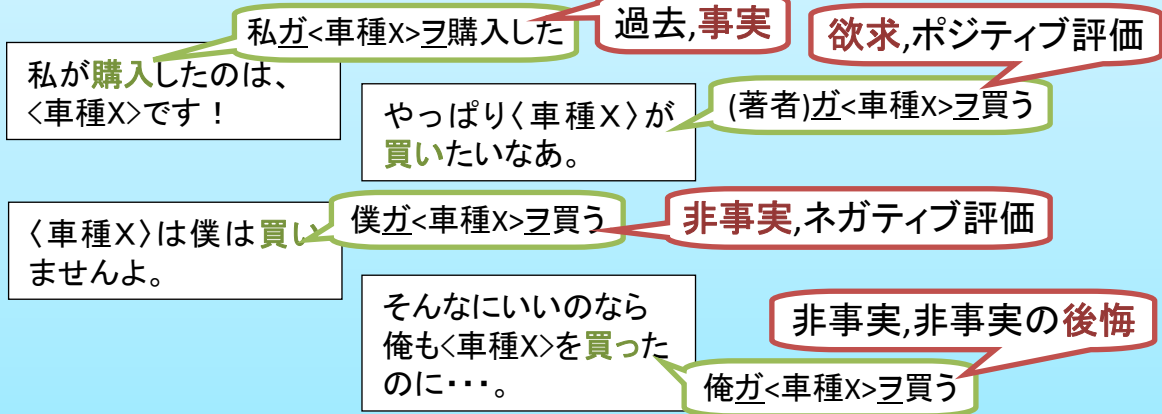 私ガ<車種X>ヲ購入した
過去,事実
欲求,ポジティブ評価
私が購入したのは、
<車種X>です！
(著者)ガ<車種X>ヲ買う
やっぱり〈車種X〉が
買いたいなあ。
〈車種X〉は僕は買い
ませんよ。
僕ガ<車種X>ヲ買う
非事実,ネガティブ評価
そんなにいいのなら
俺も<車種X>を買った
のに・・・。
非事実,非事実の後悔
俺ガ<車種X>ヲ買う